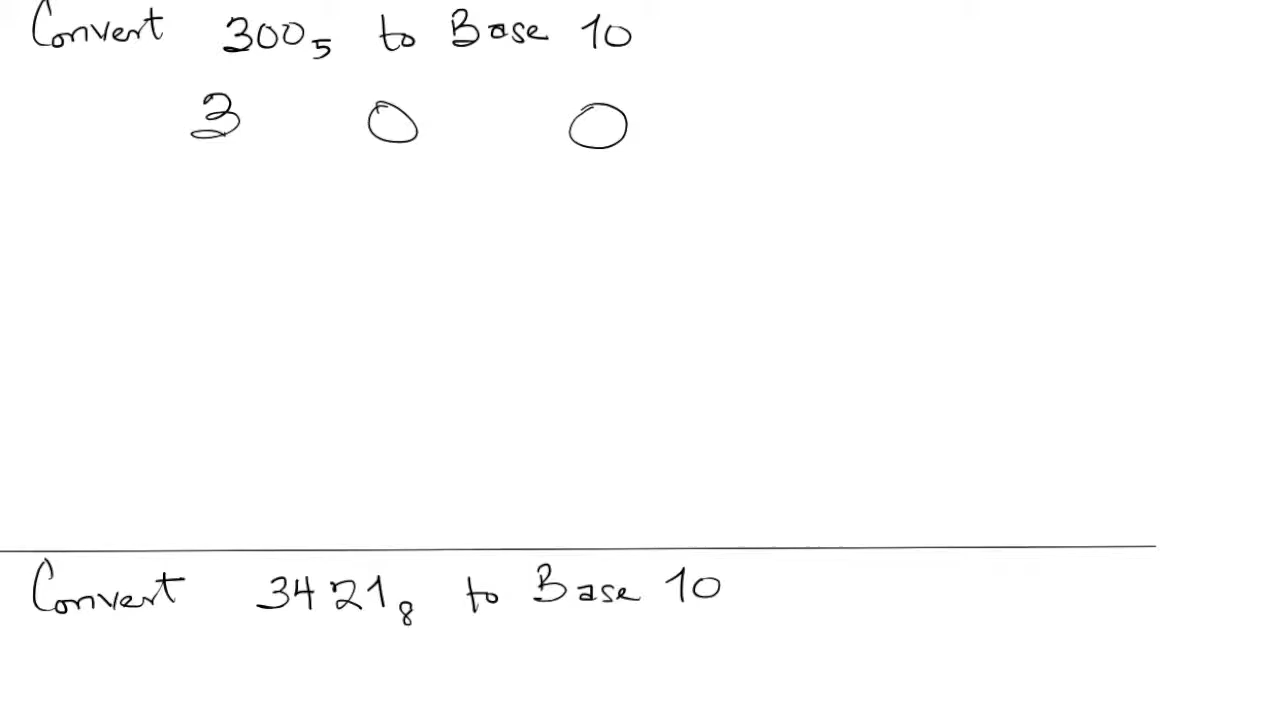 Convert 300₅ to Base 10
3 0 0
Convert 3421₈ to Base 10